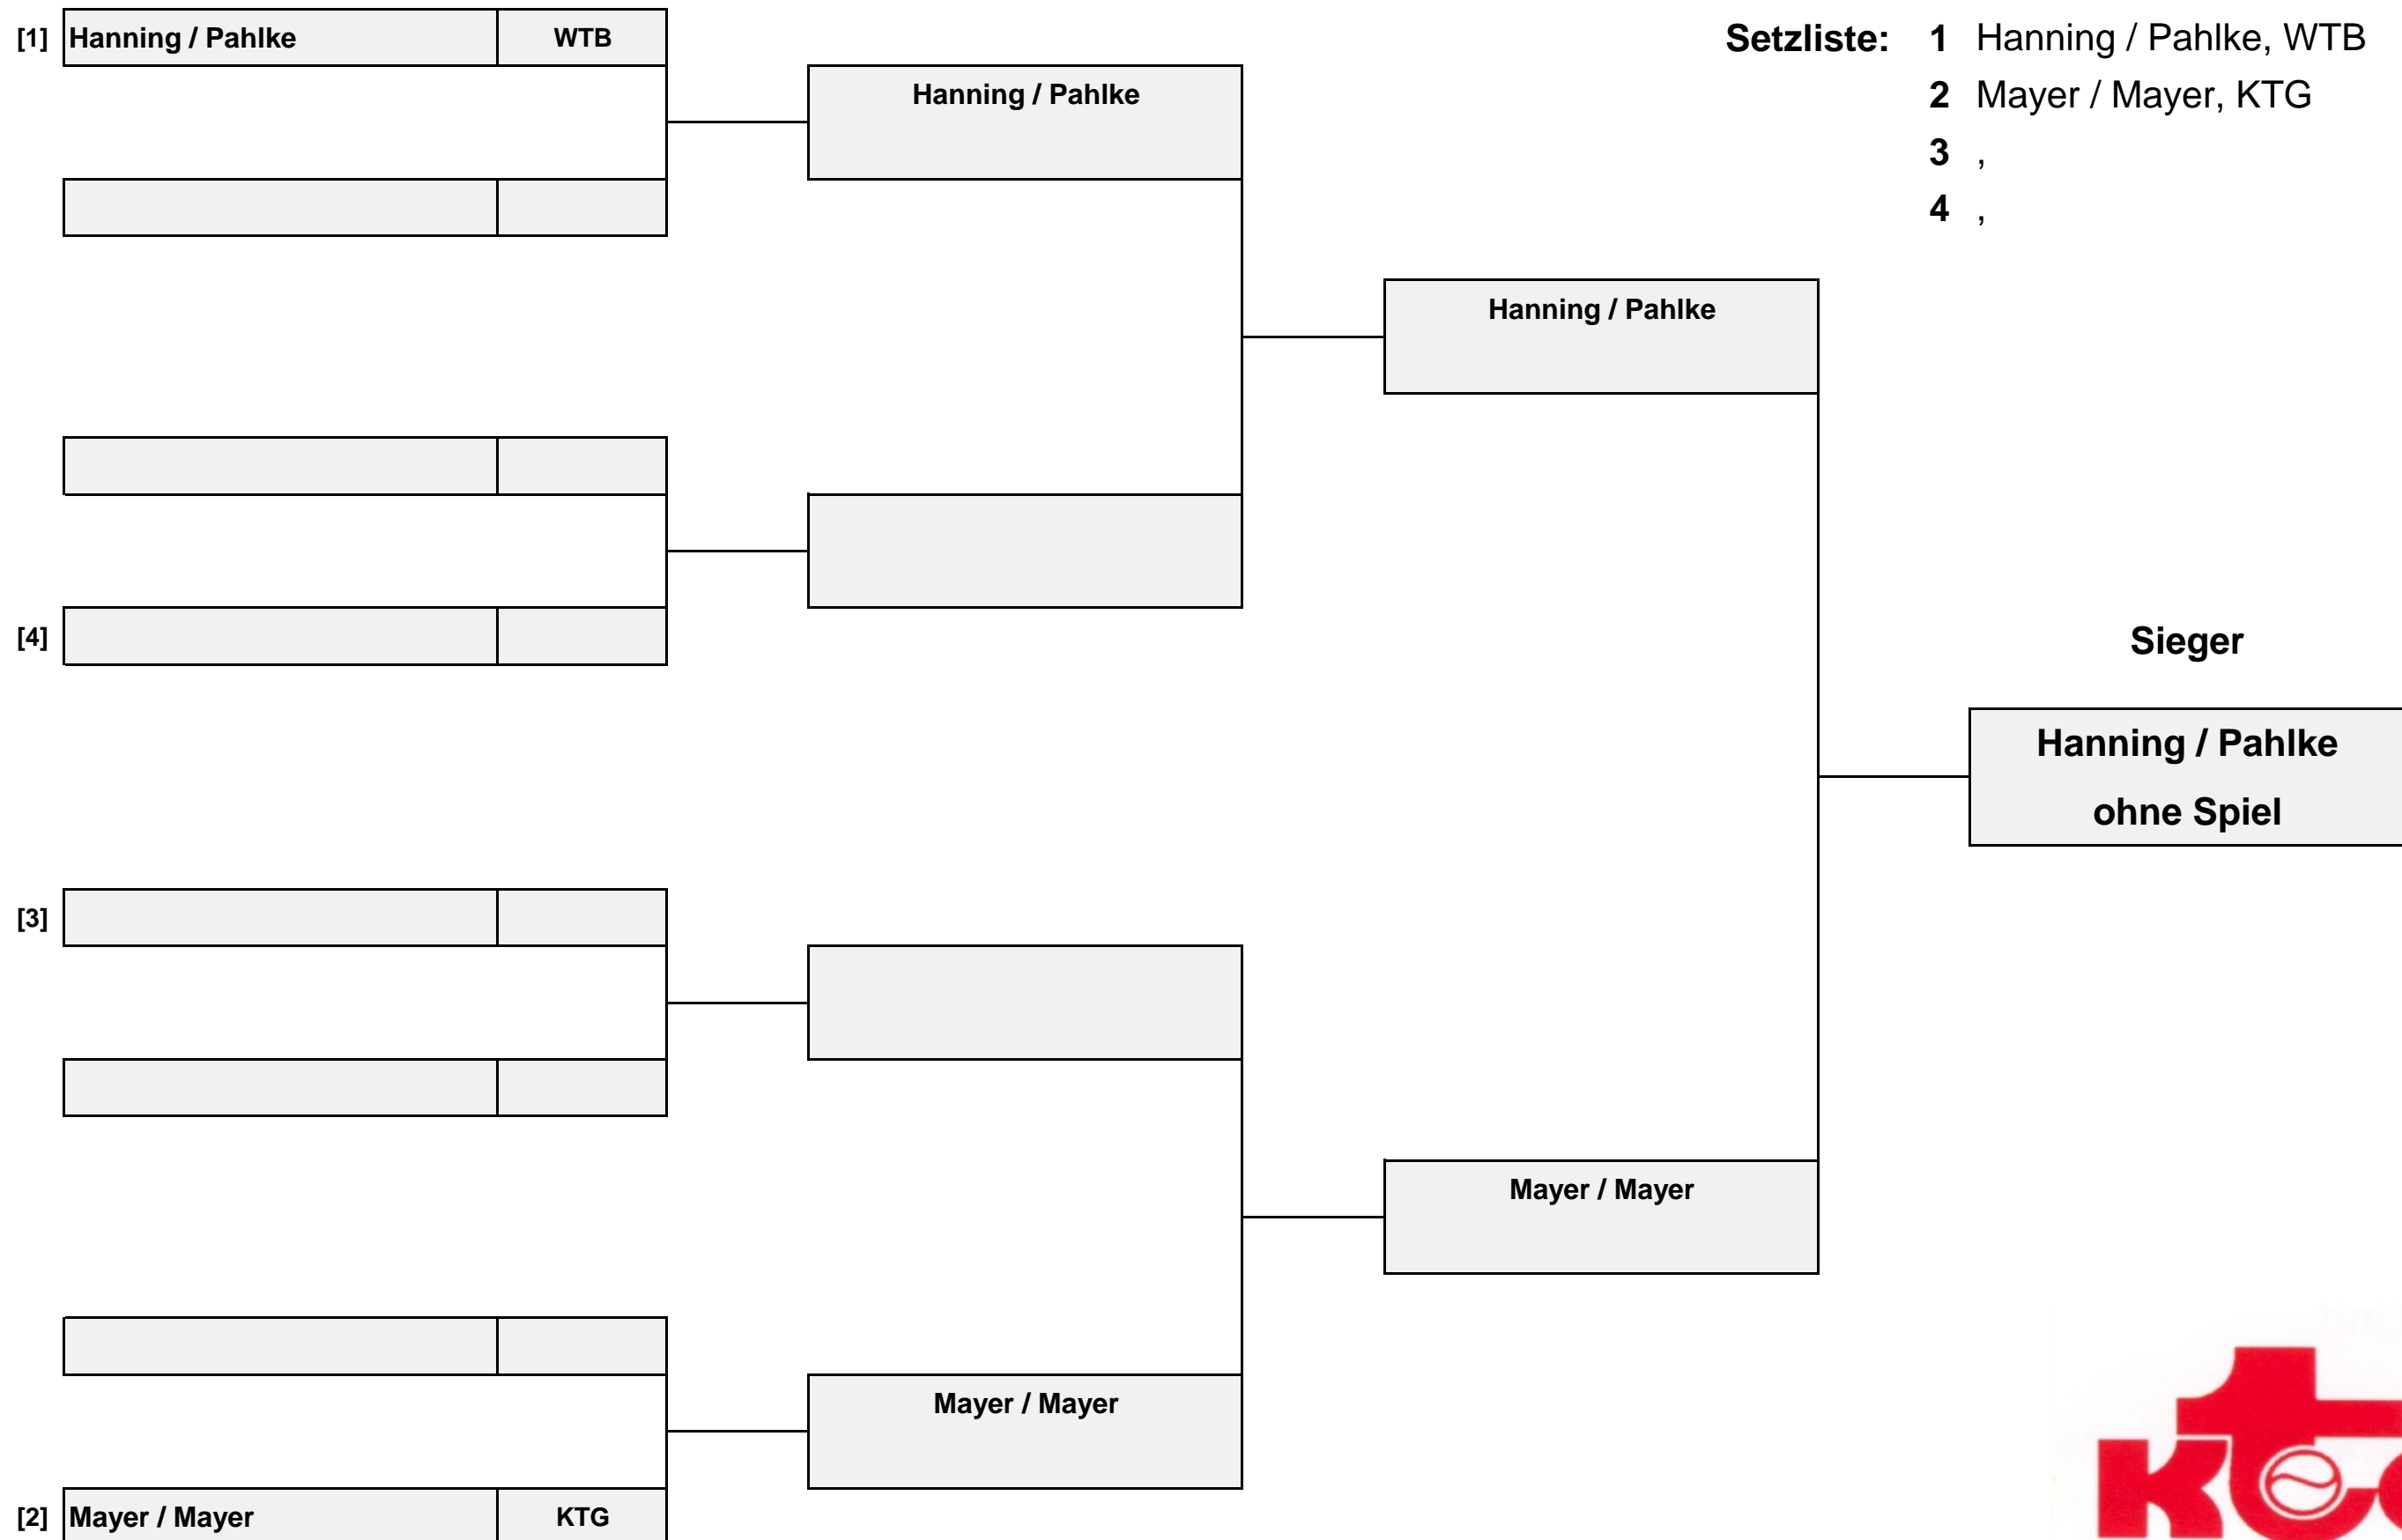 [1] Hanning / Pahlke WTB
Setzliste: 1 Hanning / Pahlke, WTB
Hanning / Pahlke
2 Mayer / Mayer, KTG
3 ,
4 ,
Hanning / Pahlke
[4]
Sieger
Hanning / Pahlke
ohne Spiel
[3]
Mayer / Mayer
Mayer / Mayer
[2] Mayer / Mayer KTG